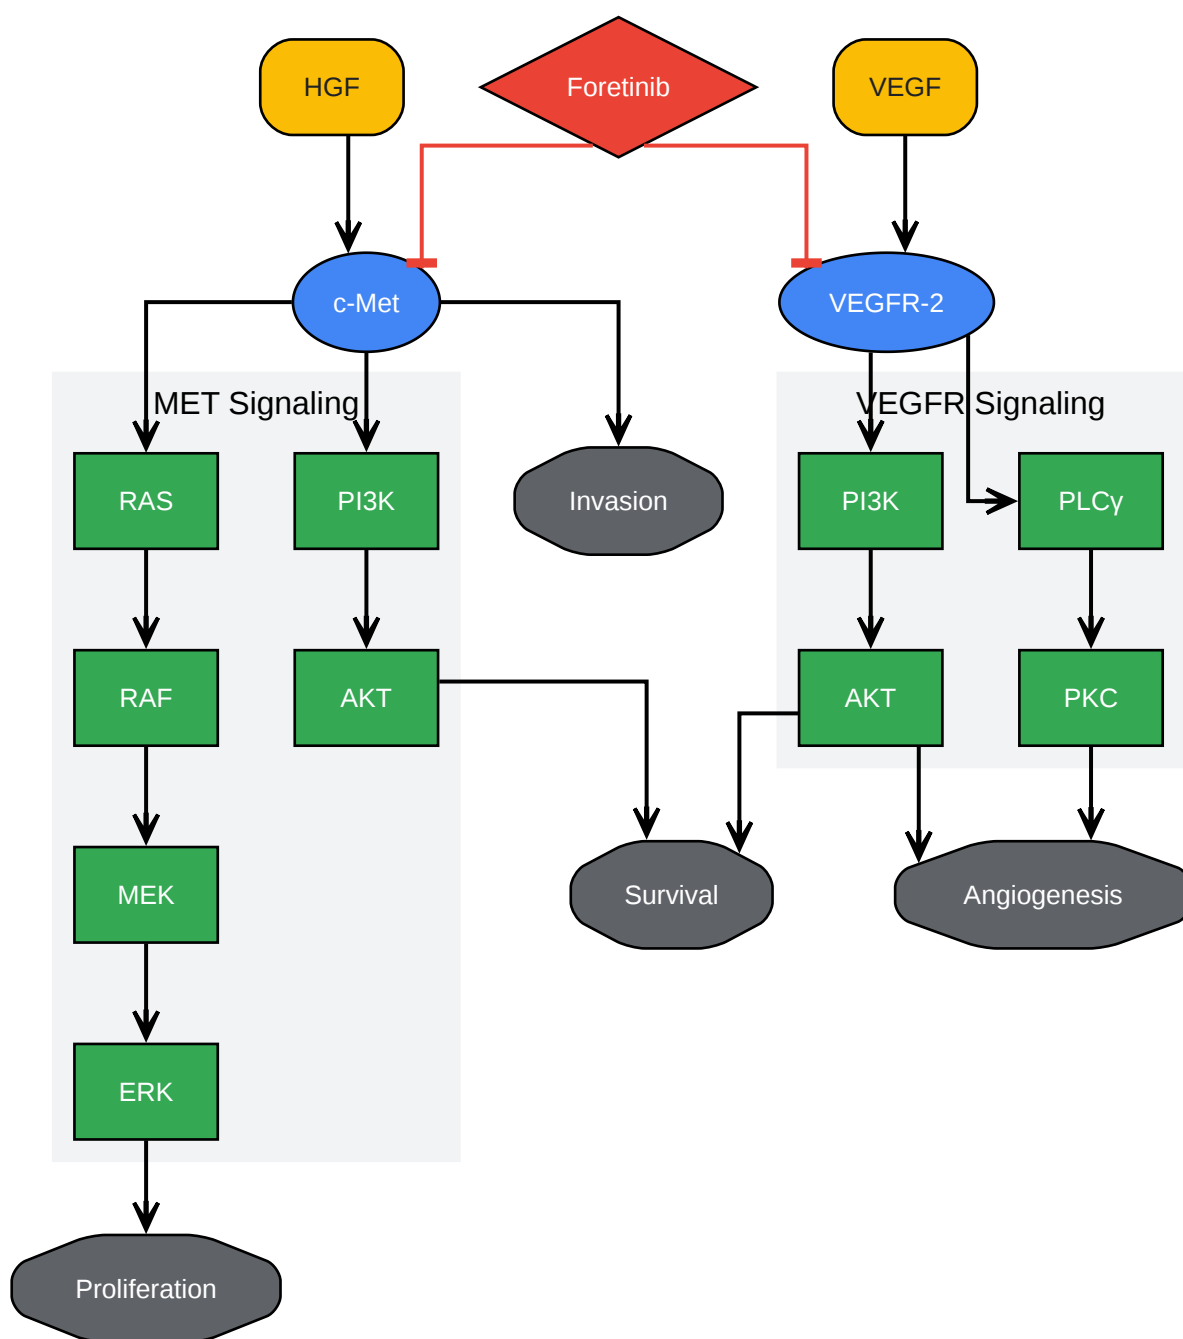 HGF
Foretinib
VEGF
c-Met
VEGFR-2
MET Signaling
VEGFR Signaling
RAS
PI3K
Invasion
PI3K
PLCγ
RAF
AKT
AKT
PKC
MEK
Survival
Angiogenesis
ERK
Proliferation